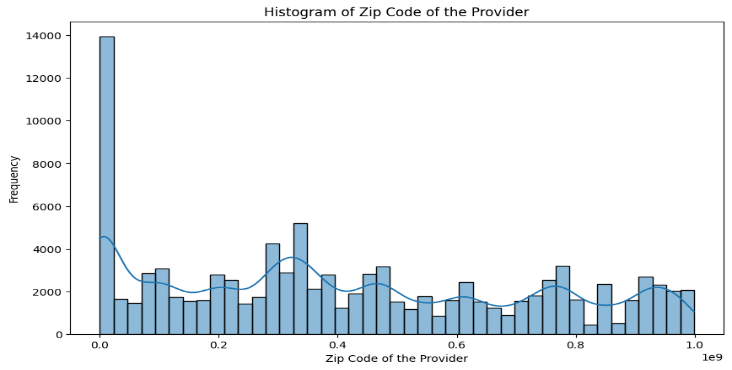 Histogram of Zip Code of the Provider
14000
12000
10000
8000
6000
4000
2000
0
Frequency
0.0 0.2 0.4 0.6 0.8 1.0
1e9
Zip Code of the Provider